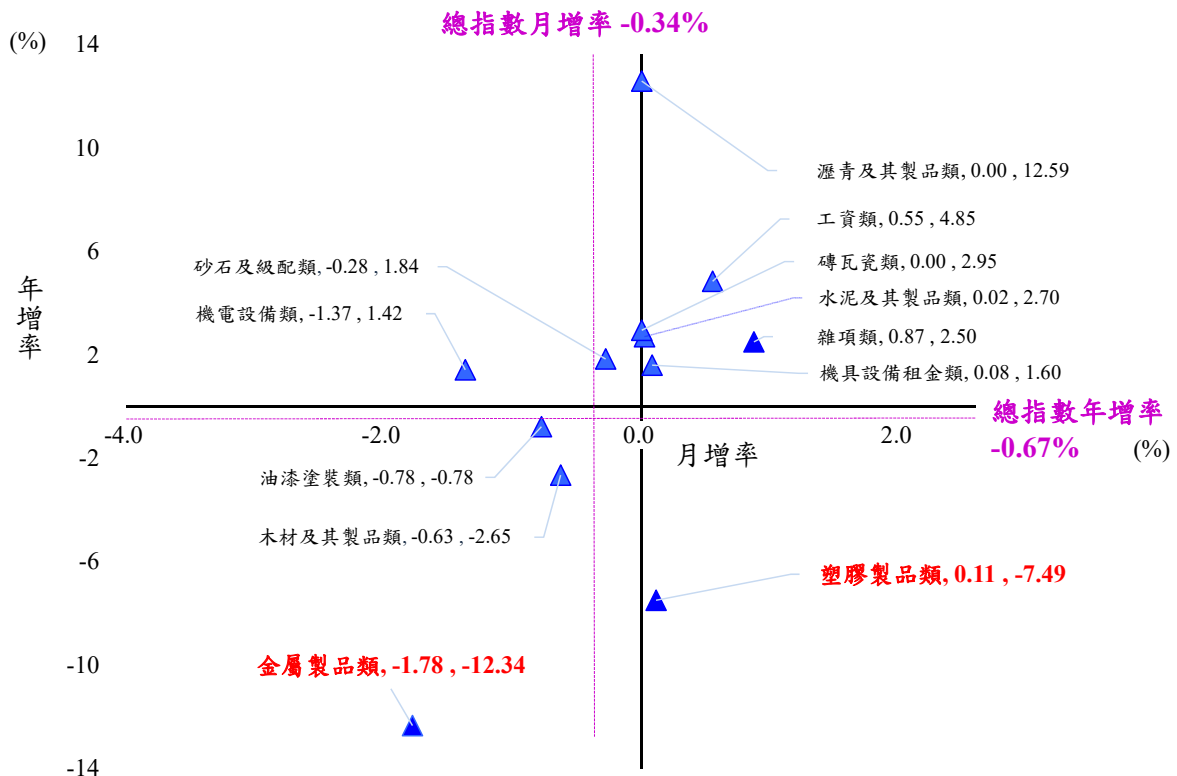 總指數月增率 -0.34%
(%)
14
10
6
2
-2
-6
-10
-14
年增率
瀝青及其製品類, 0.00 , 12.59
工資類, 0.55 , 4.85
磚瓦瓷類, 0.00 , 2.95
水泥及其製品類, 0.02 , 2.70
雜項類, 0.87 , 2.50
機具設備租金類, 0.08 , 1.60
砂石及級配類, -0.28 , 1.84
機電設備類, -1.37 , 1.42
總指數年增率
-0.67%
(%)
-4.0
-2.0
0.0
2.0
月增率
油漆塗裝類, -0.78 , -0.78
木材及其製品類, -0.63 , -2.65
塑膠製品類, 0.11 , -7.49
金屬製品類, -1.78 , -12.34